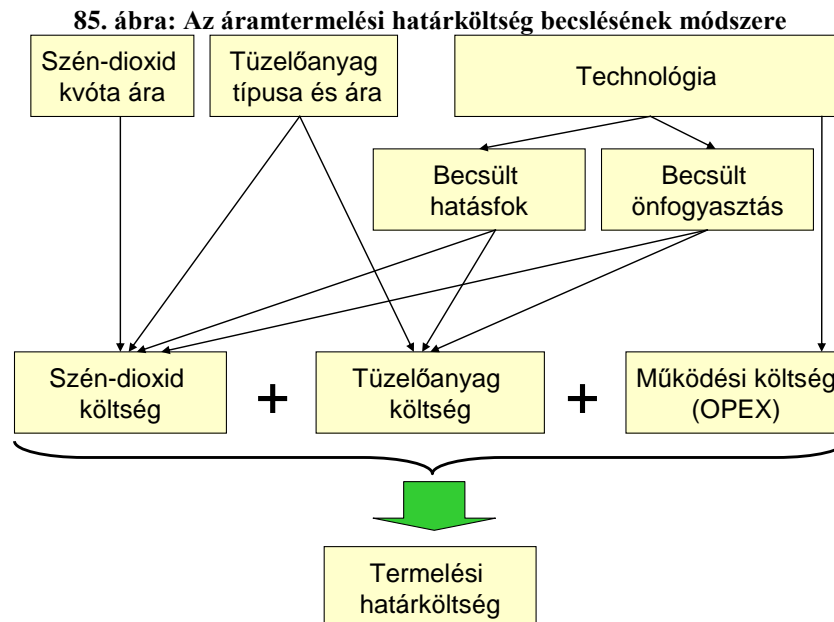 85. ábra: Az áramtermelési határköltség becslésének módszere
Szén-dioxid
kvóta ára
Tüzelőanyag
típusa és ára
Technológia
Becsült
hatásfok
Becsült
önfogyasztás
Szén-dioxid
költség
+
Tüzelőanyag
költség
+
Működési költség
(OPEX)
Termelési
határköltség